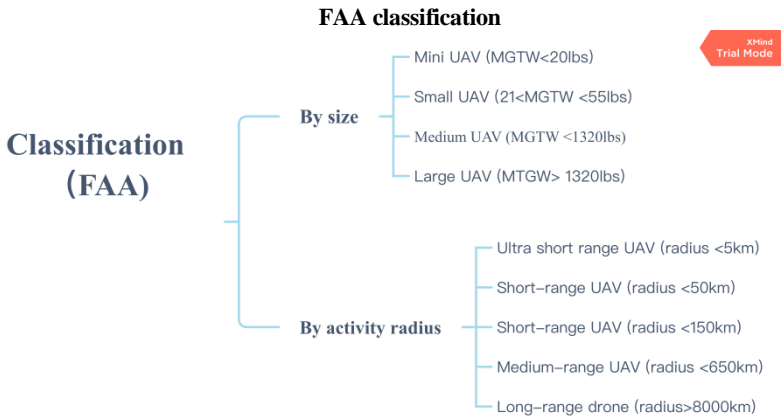 FAA classification
XMind
Trial Mode
Classification
(FAA)
By size
Mini UAV (MGTW<20lbs)
Small UAV (21<MGTW <55lbs)
Medium UAV (MGTW <1320lbs)
Large UAV (MTGW> 1320lbs)
By activity radius
Ultra short range UAV (radius <5km)
Short-range UAV (radius <50km)
Short-range UAV (radius <150km)
Medium-range UAV (radius <650km)
Long-range drone (radius>8000km)